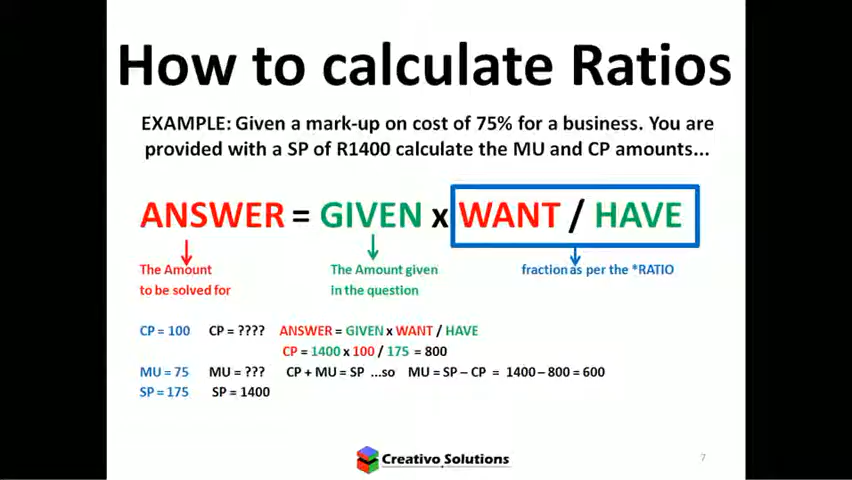 How to calculate Ratios
EXAMPLE: Given a mark-up on cost of 75% for a business. You are
provided with a SP of R1400 calculate the MU and CP amounts...
ANSWER = GIVEN x WANT / HAVE
The Amount
to be solved for
The Amount given
in the question
fraction as per the *RATIO
CP = 100 CP = ???? ANSWER = GIVEN x WANT / HAVE
CP = 1400 x 100 / 175 = 800
MU = 75 MU = ??? CP + MU = SP ...so MU = SP – CP = 1400 – 800 = 600
SP = 175 SP = 1400
Creativo Solutions
7